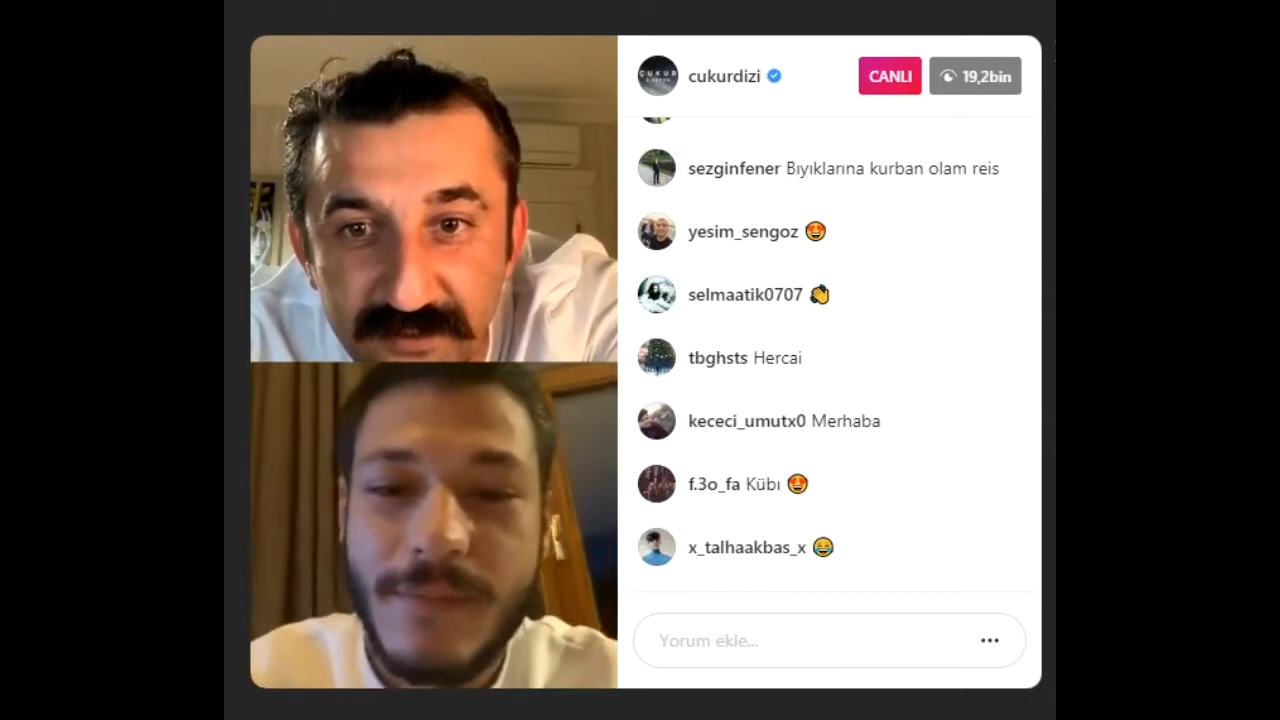 cukurdizi
CANLI
19,2bin
ÇUKUR
sezginfener Bıyıklarına kurban olam reis
yesim_sengoz 🤩
selmaatik0707 👏
tbghsts Hercai
kececi_umutx0 Merhaba
f.3o_fa Kübı 🤩
x_talhaakbas_x 😂
Yorum ekle...